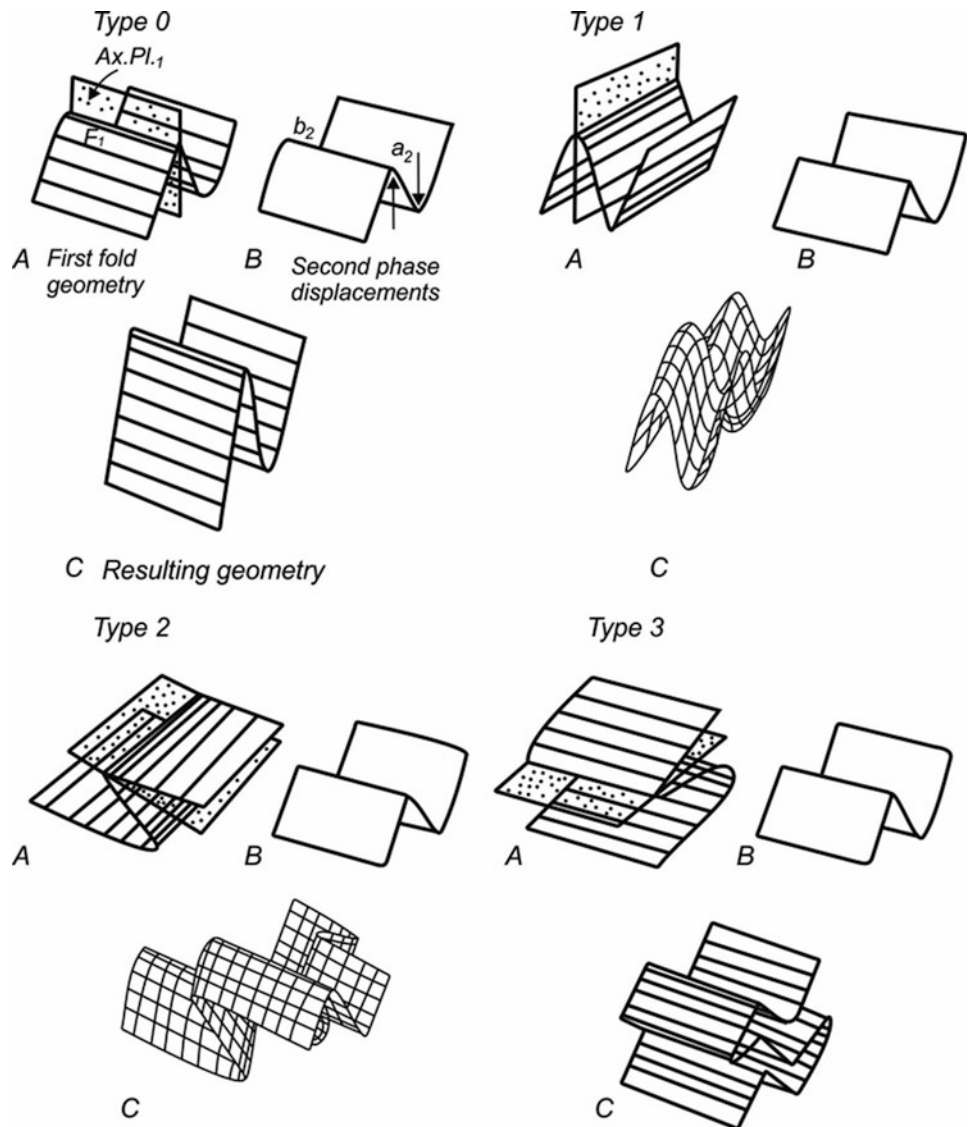 Type 0
Ax.Pl.₁
F₁
b₂
a₂
A First fold
geometry
B Second phase
displacements
C Resulting geometry
Type 1
A
B
C
Type 2
A
B
C
Type 3
A
B
C